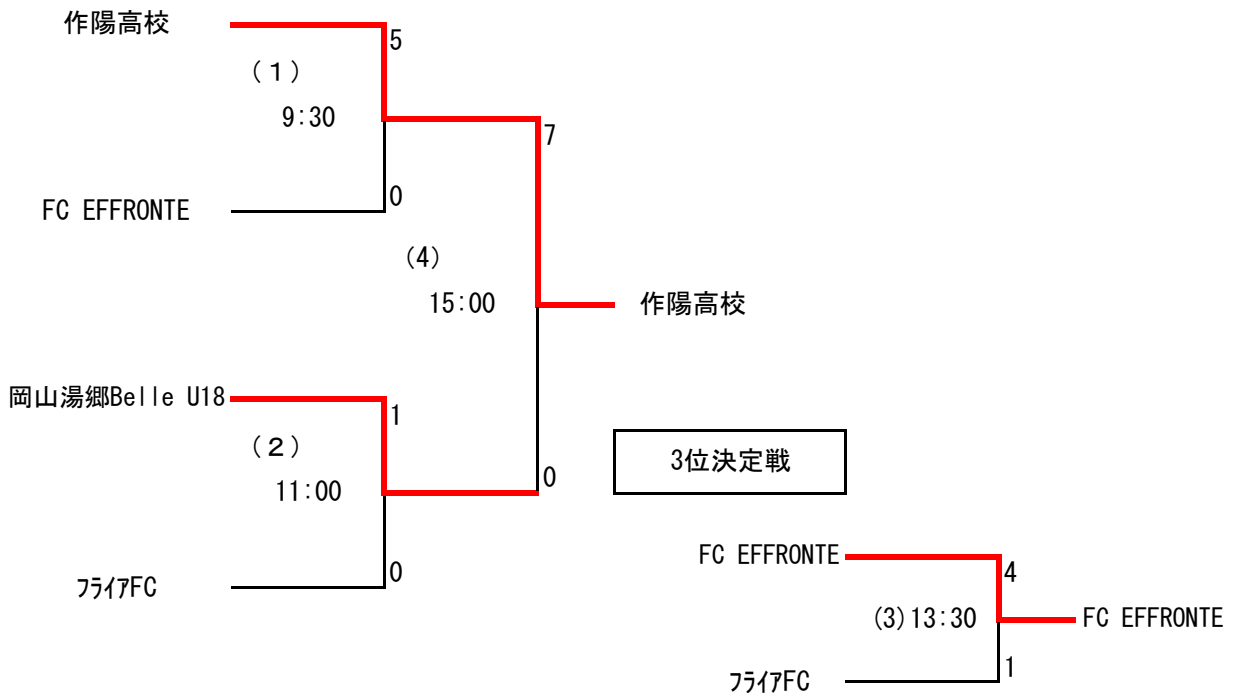 作陽高校
5
(１)
9:30
7
0
FC EFFRONTE
(4)
15:00
作陽高校
岡山湯郷Belle U18
1
(２)
11:00
0
3位決定戦
0
ﾌﾗｲｱFC
FC EFFRONTE
4
(3)13:30
FC EFFRONTE
1
ﾌﾗｲｱFC